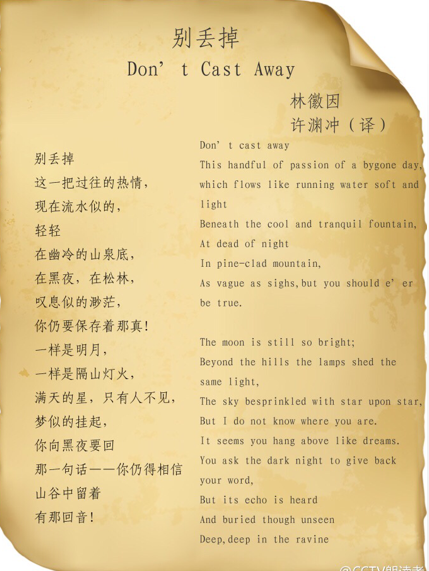 别丢掉
Don't Cast Away
林徽因
许渊冲（译）
别丢掉
这一把过往的热情，
现在流水似的，
轻轻
在幽冷的山泉底，
在黑夜，在松林，
叹息似的渺茫，
你仍要保存着那真！
一样是明月，
一样是隔山灯火，
满天的星，只有人不见，
梦似的挂起，
你向黑夜要回
那一句话——你仍得相信
山谷中留着
有那回音！
Don't cast away
This handful of passion of a bygone day,
which flows like running water soft and
light
Beneath the cool and tranquil fountain,
At dead of night
In pine-clad mountain,
As vague as sighs,but you should e'er
be true.
The moon is still so bright;
Beyond the hills the lamps shed the
same light,
The sky besprinkled with star upon star,
But I do not know where you are.
It seems you hang above like dreams.
You ask the dark night to give back
your word,
But its echo is heard
And buried though unseen
Deep,deep in the ravine
@CCTV朗读者